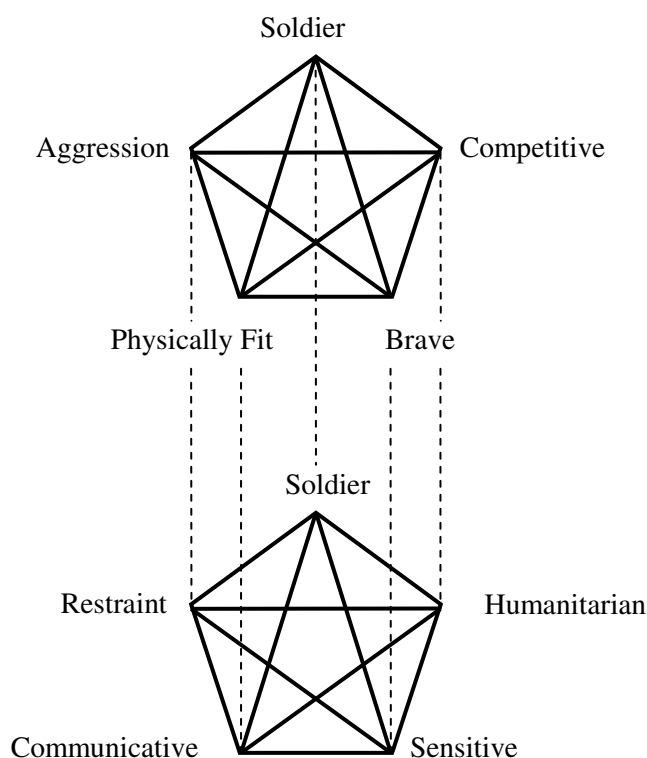 Soldier
Aggression Competitive
Physically Fit Brave
Soldier
Restraint Humanitarian
Communicative Sensitive